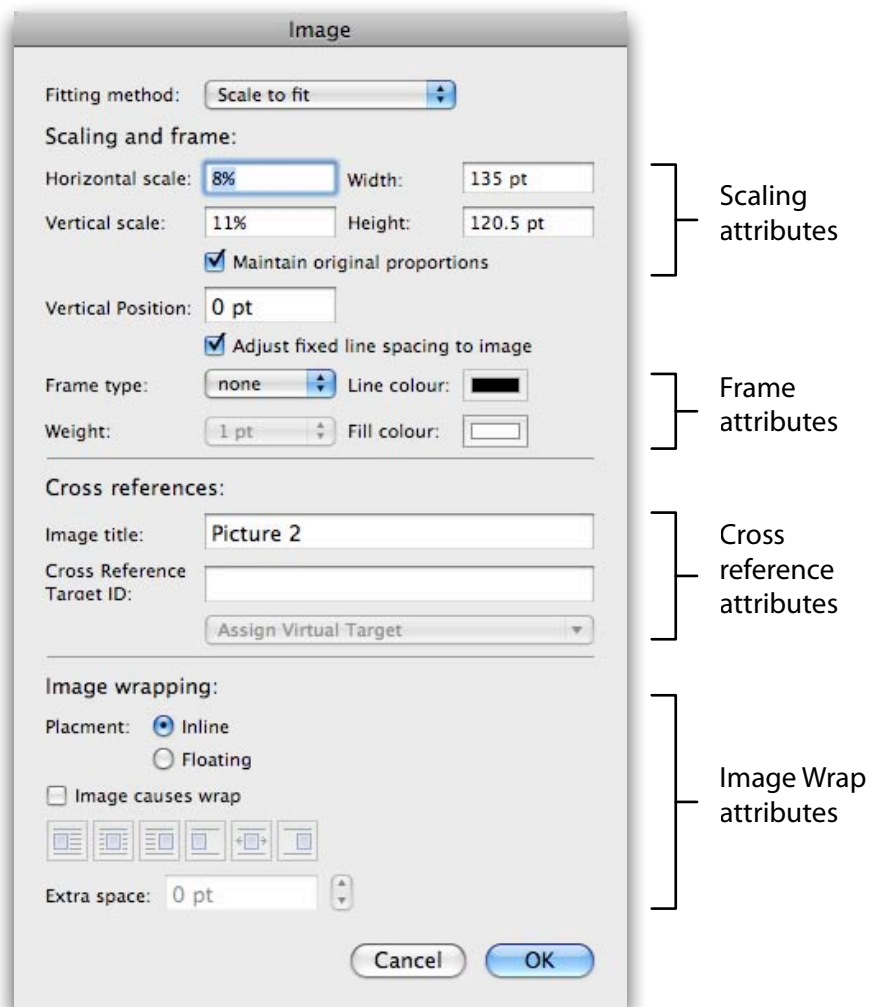 Image
Fitting method: Scale to fit
Scaling and frame:
Horizontal scale: 8% Width: 135 pt
Vertical scale: 11% Height: 120.5 pt
Maintain original proportions
Vertical Position: 0 pt
Adjust fixed line spacing to image
Frame type: none Line colour:
Weight: 1 pt Fill colour:
Cross references:
Image title: Picture 2
Cross Reference
Target ID:
Assign Virtual Target
Image wrapping:
Placment: Inline
Floating
Image causes wrap
Extra space: 0 pt
Cancel OK
Scaling
attributes
Frame
attributes
Cross
reference
attributes
Image Wrap
attributes